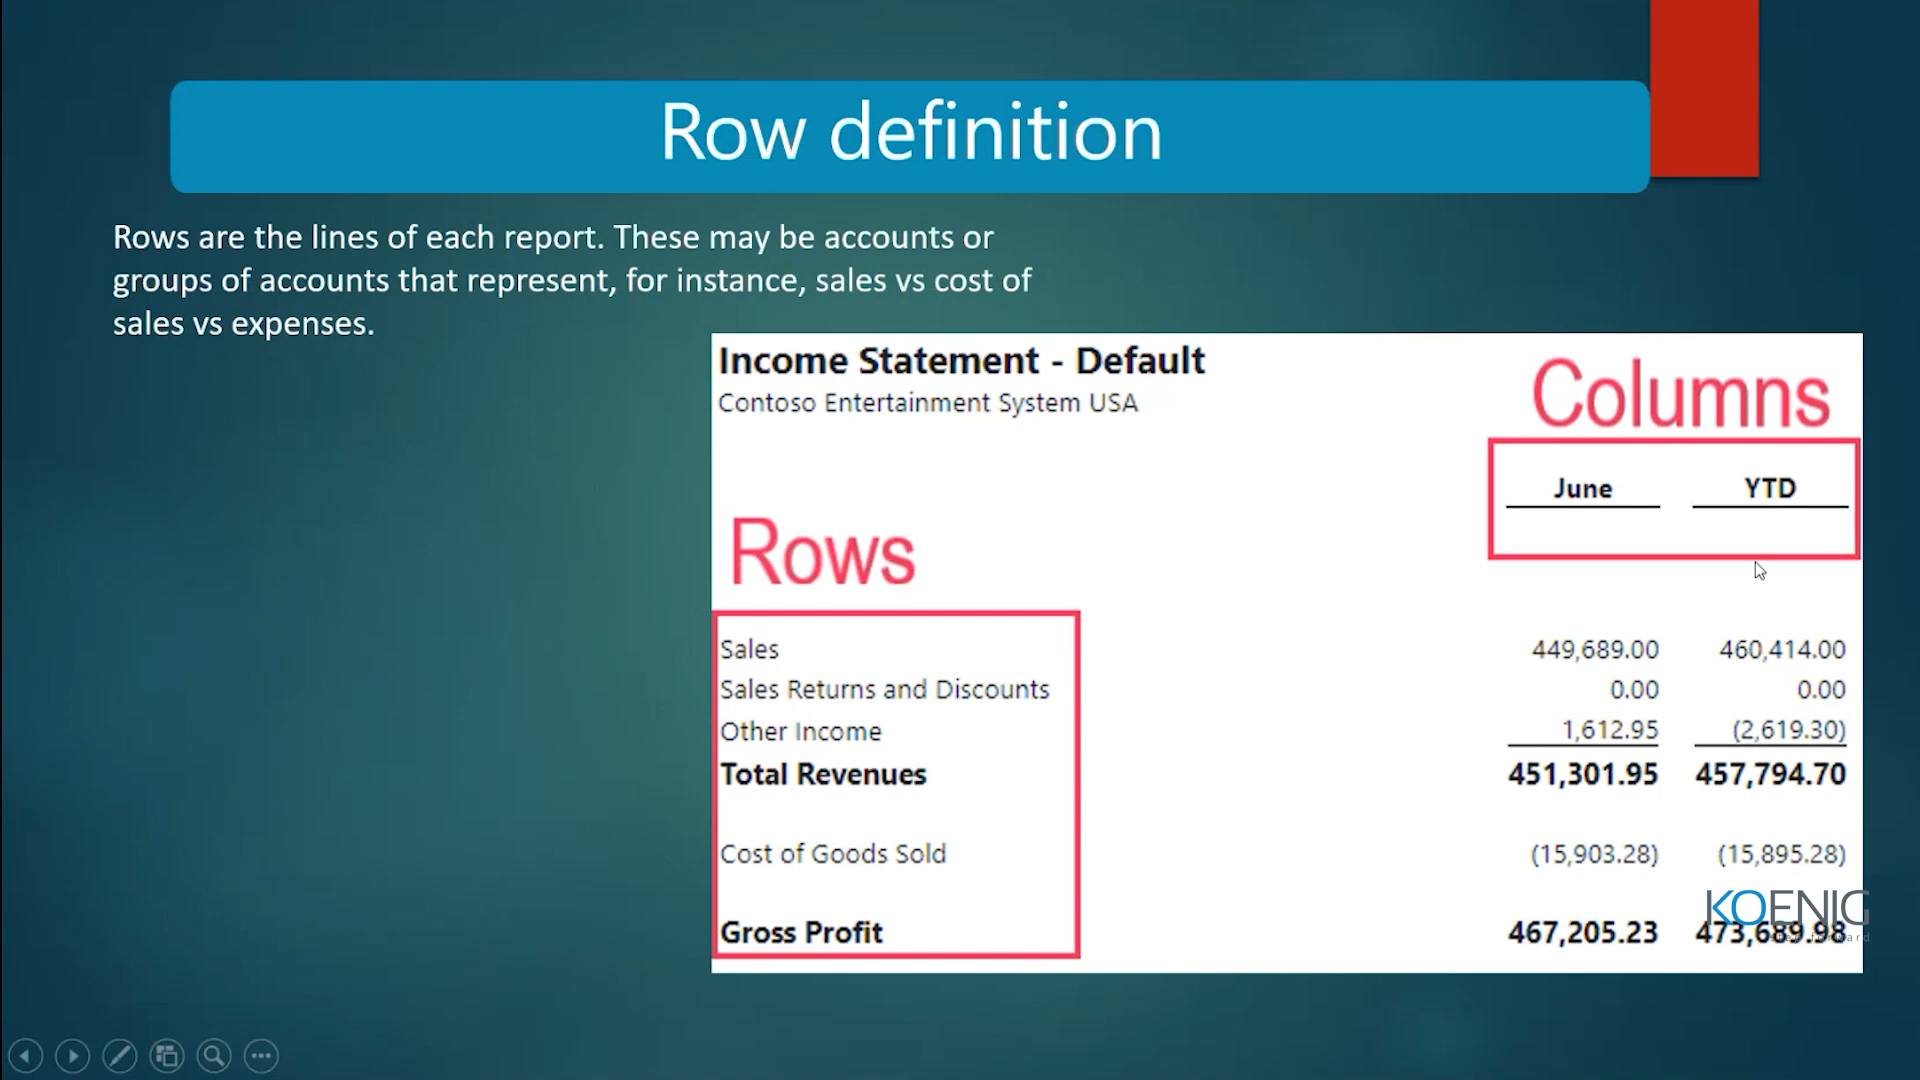 Row definition
Rows are the lines of each report. These may be accounts or
groups of accounts that represent, for instance, sales vs cost of
sales vs expenses.
Income Statement - Default
Contoso Entertainment System USA
Columns
June YTD
Rows
Sales 449,689.00 460,414.00
Sales Returns and Discounts 0.00 0.00
Other Income 1,612.95 (2,619.30)
Total Revenues 451,301.95 457,794.70
Cost of Goods Sold (15,903.28) (15,895.28)
KOENIG
Gross Profit 467,205.23 473,689.98